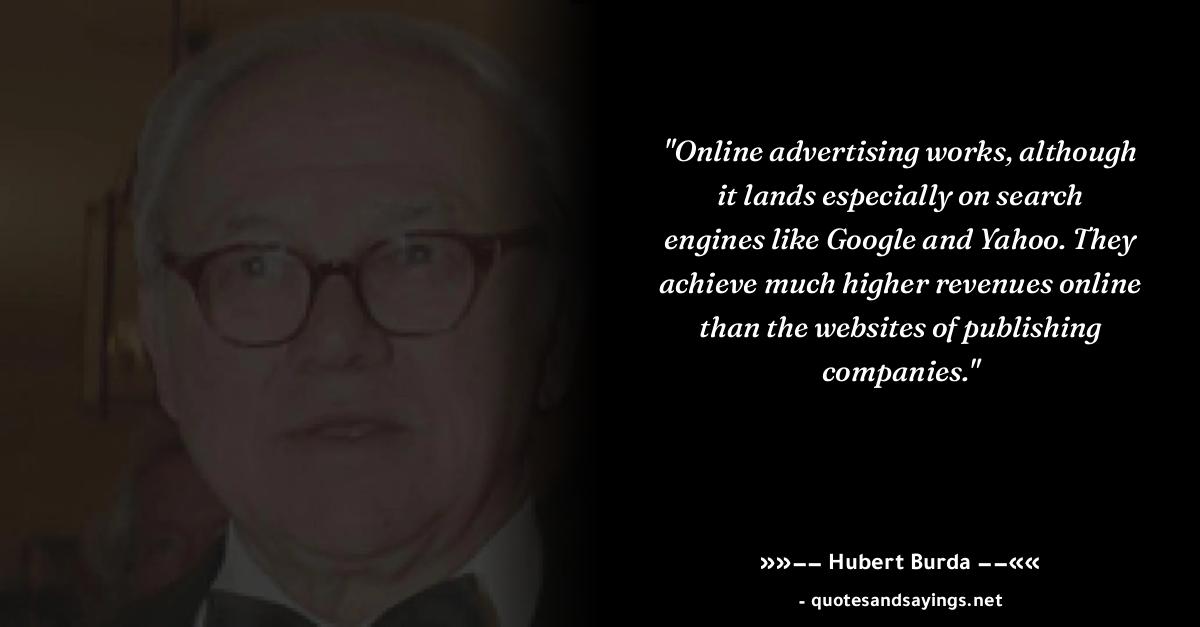 "Online advertising works, although
it lands especially on search
engines like Google and Yahoo. They
achieve much higher revenues online
than the websites of publishing
companies."
»»–– Hubert Burda ––««
- quotesandsayings.net